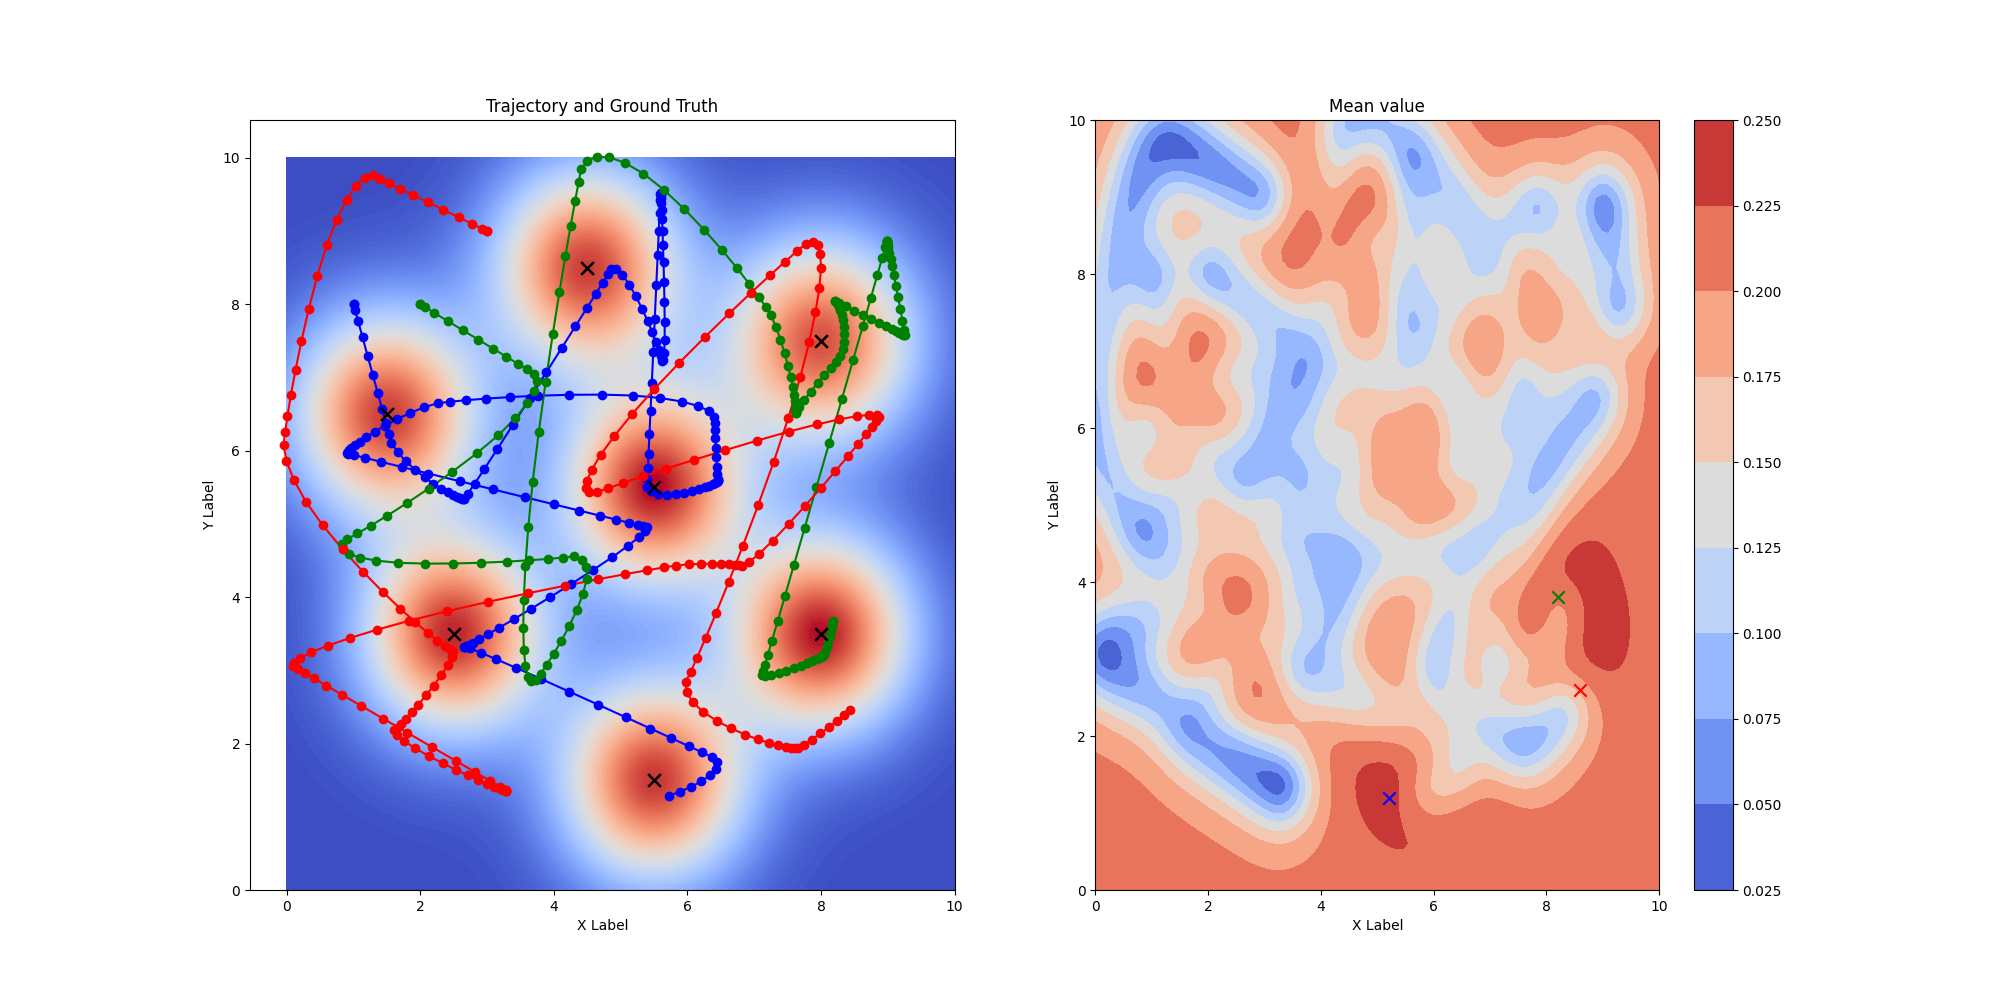 Trajectory and Ground Truth
Y Label
10
8
6
4
2
0
0 2 4 6 8 10
X Label
Mean value
Y Label
10
8
6
4
2
0
0 2 4 6 8 10
X Label
0.250
0.225
0.200
0.175
0.150
0.125
0.100
0.075
0.050
0.025